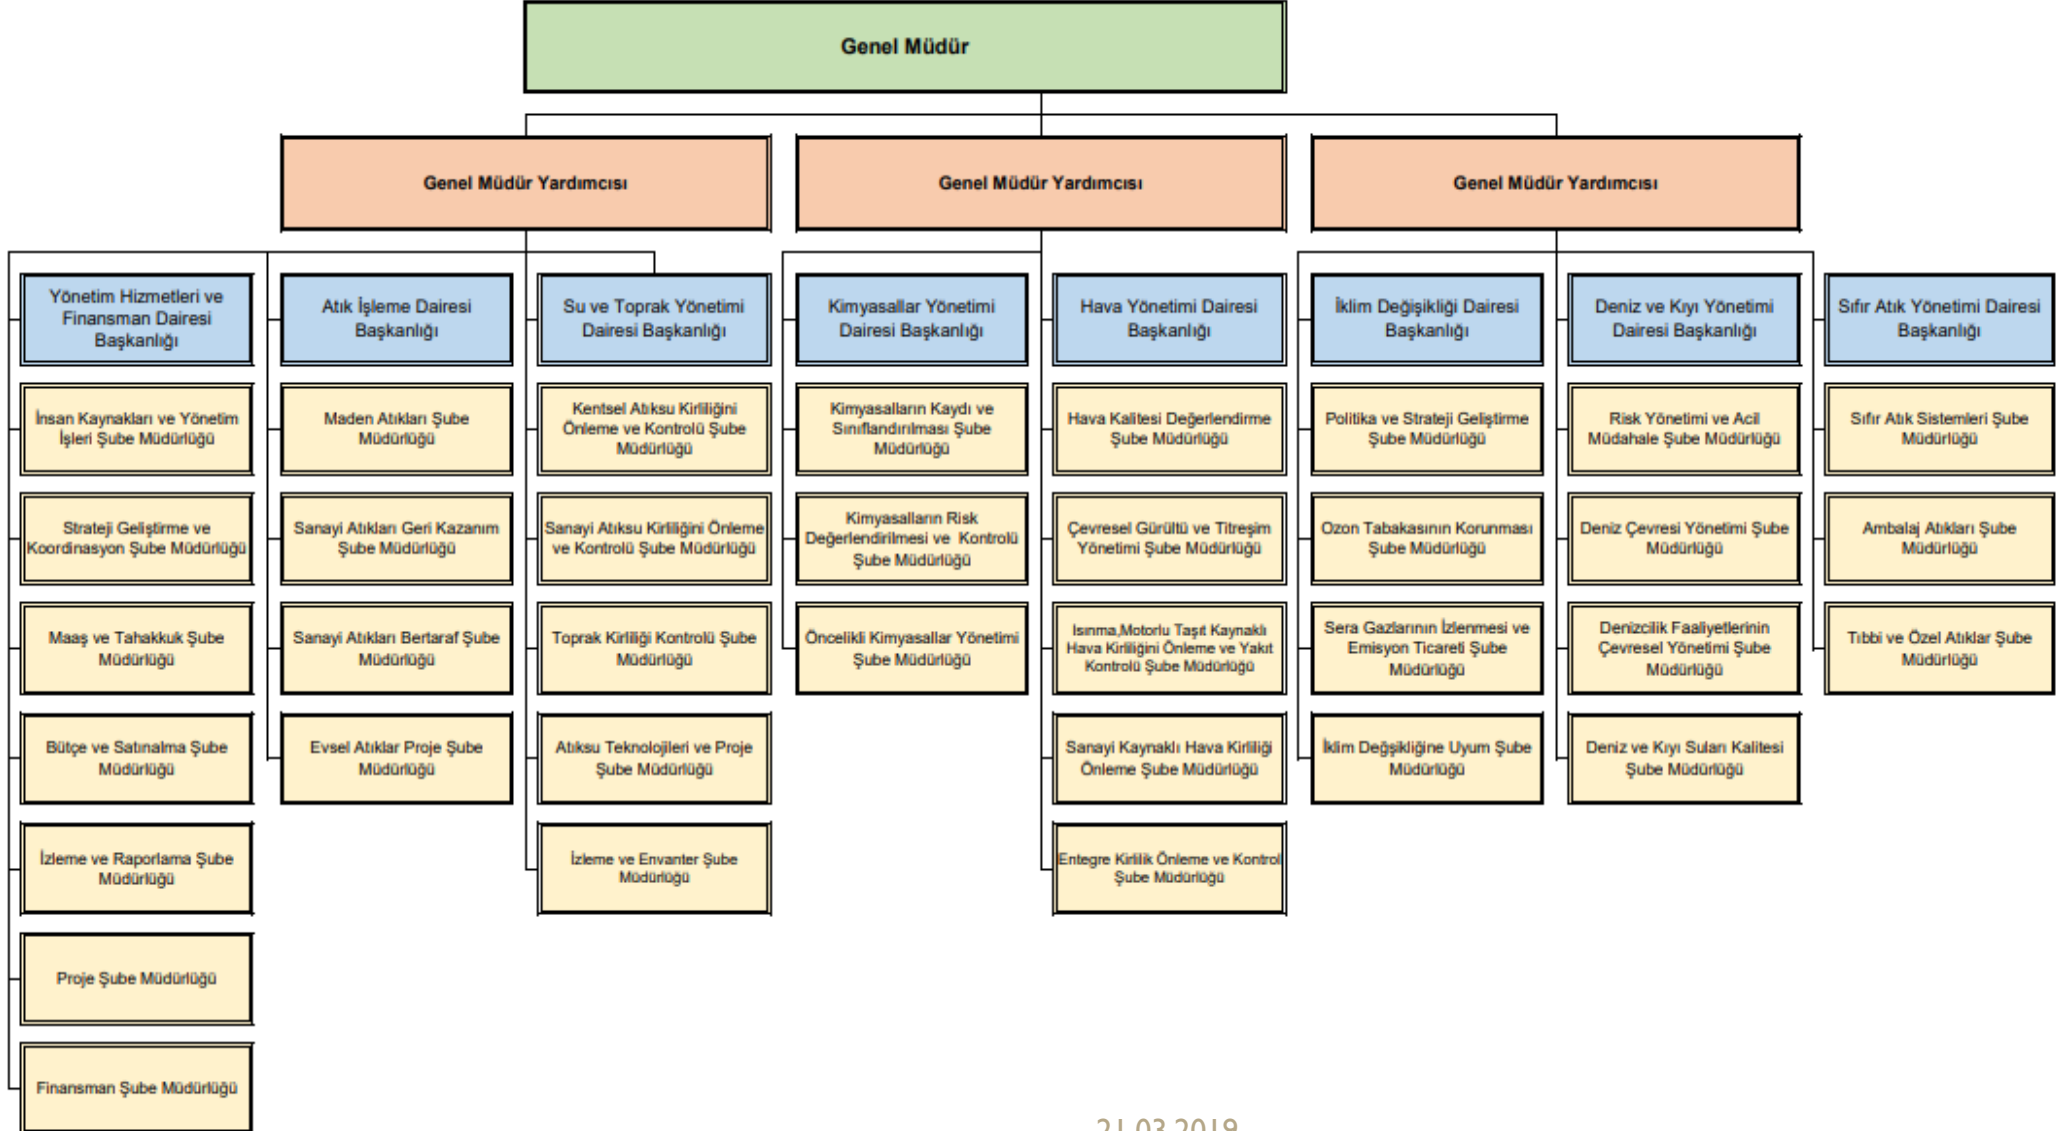 Genel Müdür
Genel Müdür Yardımcısı
Genel Müdür Yardımcısı
Genel Müdür Yardımcısı
Yönetim Hizmetleri ve
Finansman Dairesi
Başkanlığı
Atık İşleme Dairesi
Başkanlığı
Su ve Toprak Yönetimi
Dairesi Başkanlığı
Kimyasallar Yönetimi
Dairesi Başkanlığı
Hava Yönetimi Dairesi
Başkanlığı
İklim Değişikliği Dairesi
Başkanlığı
Deniz ve Kıyı Yönetimi
Dairesi Başkanlığı
Sıfır Atık Yönetimi Dairesi
Başkanlığı
İnsan Kaynakları ve Yönetim
İşleri Şube Müdürlüğü
Maden Atıkları Şube
Müdürlüğü
Kentsel Atıksu Kirliliğini
Önleme ve Kontrolü Şube
Müdürlüğü
Kimyasalların Kaydı ve
Sınıflandırılması Şube
Müdürlüğü
Hava Kalitesi Değerlendirme
Şube Müdürlüğü
Politika ve Strateji Geliştirme
Şube Müdürlüğü
Risk Yönetimi ve Acil
Müdahale Şube Müdürlüğü
Sıfır Atık Sistemleri Şube
Müdürlüğü
Strateji Geliştirme ve
Koordinasyon Şube Müdürlüğü
Sanayi Atıkları Geri Kazanım
Şube Müdürlüğü
Sanayi Atıksu Kirliliğini Önleme
ve Kontrolü Şube Müdürlüğü
Kimyasalların Risk
Değerlendirilmesi ve Kontrolü
Şube Müdürlüğü
Çevresel Gürültü ve Titreşim
Yönetimi Şube Müdürlüğü
Ozon Tabakasının Korunması
Şube Müdürlüğü
Deniz Çevresi Yönetimi Şube
Müdürlüğü
Ambalaj Atıkları Şube
Müdürlüğü
Maaş ve Tahakkuk Şube
Müdürlüğü
Sanayi Atıkları Bertaraf Şube
Müdürlüğü
Toprak Kirliliği Kontrolü Şube
Müdürlüğü
Öncelikli Kimyasallar Yönetimi
Şube Müdürlüğü
Isınma,Motorlu Taşıt Kaynaklı
Hava Kirliliğini Önleme ve Yakıt
Kontrolü Şube Müdürlüğü
Sera Gazlarının İzlenmesi ve
Emisyon Ticareti Şube
Müdürlüğü
Denizcilik Faaliyetlerinin
Çevresel Yönetimi Şube
Müdürlüğü
Tıbbi ve Özel Atıklar Şube
Müdürlüğü
Bütçe ve Satınalma Şube
Müdürlüğü
Evsel Atıklar Proje Şube
Müdürlüğü
Atıksu Teknolojileri ve Proje
Şube Müdürlüğü
Sanayi Kaynaklı Hava Kirliliği
Önleme Şube Müdürlüğü
İklim Değşikliğine Uyum Şube
Müdürlüğü
Deniz ve Kıyı Suları Kalitesi
Şube Müdürlüğü
İzleme ve Raporlama Şube
Müdürlüğü
İzleme ve Envanter Şube
Müdürlüğü
Entegre Kirlilik Önleme ve Kontrol
Şube Müdürlüğü
Proje Şube Müdürlüğü
Finansman Şube Müdürlüğü
21.03.2019